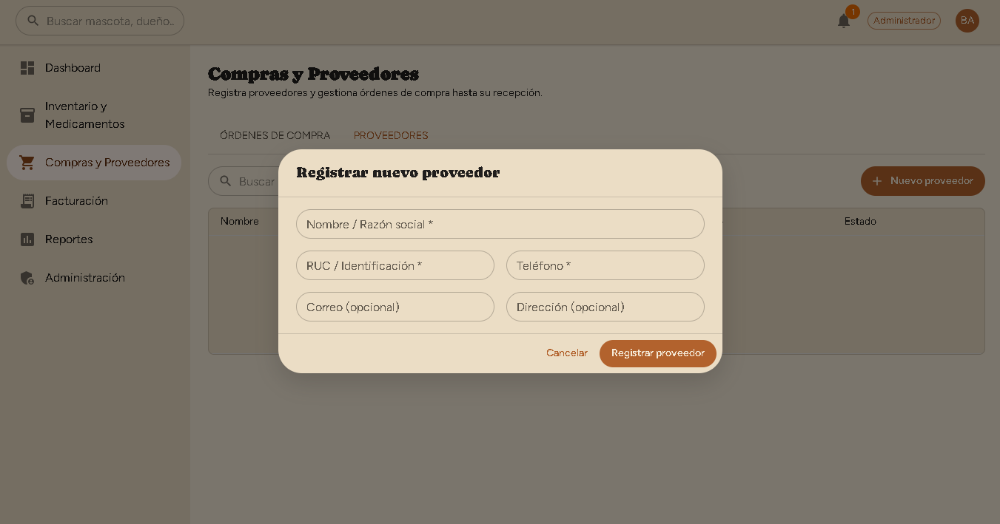 Buscar mascota, dueño..
1
Administrador
BA
Dashboard
Inventario y
Medicamentos
Compras y Proveedores
Facturación
Reportes
Administración
Compras y Proveedores
Registra proveedores y gestiona órdenes de compra hasta su recepción.
ÓRDENES DE COMPRA
PROVEEDORES
Buscar
Nuevo proveedor
Nombre
Estado
Registrar nuevo proveedor
Nombre / Razón social *
RUC / Identificación *
Teléfono *
Correo (opcional)
Dirección (opcional)
Cancelar
Registrar proveedor